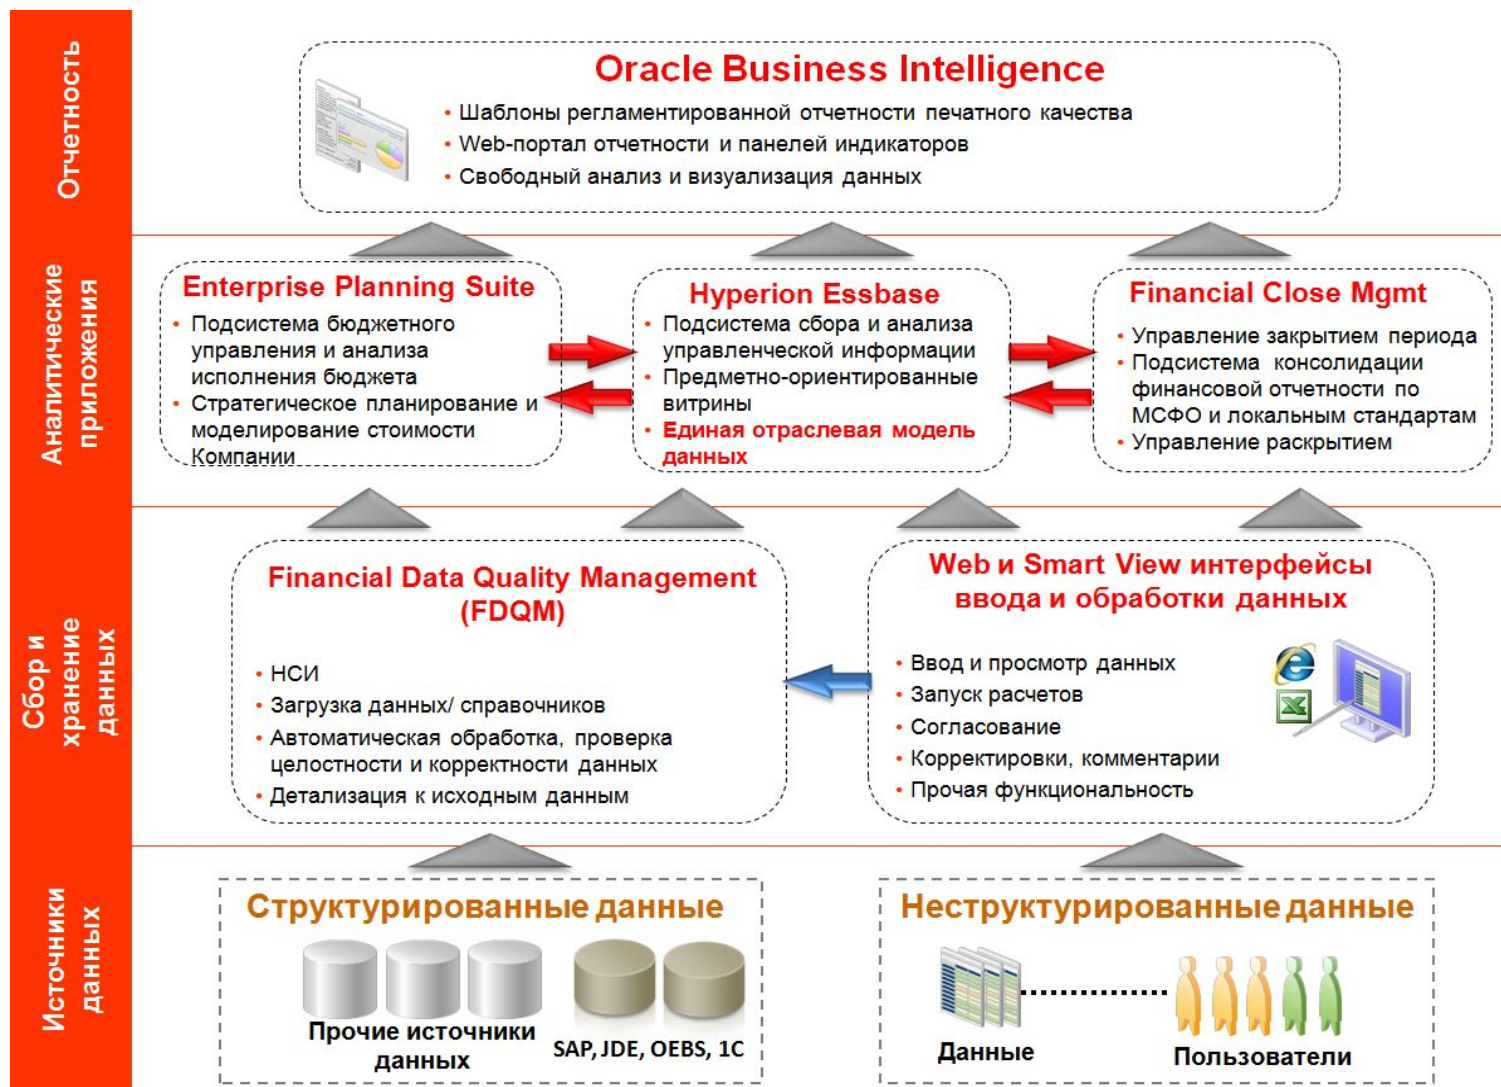 Отчетность
Oracle Business Intelligence
• Шаблоны регламентированной отчетности печатного качества
• Web-портал отчетности и панелей индикаторов
• Свободный анализ и визуализация данных
Аналитические
приложения
Enterprise Planning Suite
• Подсистема бюджетного
управления и анализа
исполнения бюджета
• Стратегическое планирование и
моделирование стоимости
Компании
Hyperion Essbase
• Подсистема сбора и анализа
управленческой информации
• Предметно-ориентированные
витрины
• Единая отраслевая модель
данных
Financial Close Mgmt
• Управление закрытием периода
• Подсистема консолидации
финансовой отчетности по
МСФО и локальным стандартам
• Управление раскрытием
Сбор и
хранение
данных
Financial Data Quality Management
(FDQM)
• НСИ
• Загрузка данных/ справочников
• Автоматическая обработка, проверка
целостности и корректности данных
• Детализация к исходным данным
Web и Smart View интерфейсы
ввода и обработки данных
• Ввод и просмотр данных
• Запуск расчетов
• Согласование
• Корректировки, комментарии
• Прочая функциональность
Источники
данных
Структурированные данные
Прочие источники
данных
SAP, JDE, OEBS, 1С
Неструктурированные данные
Данные
Пользователи